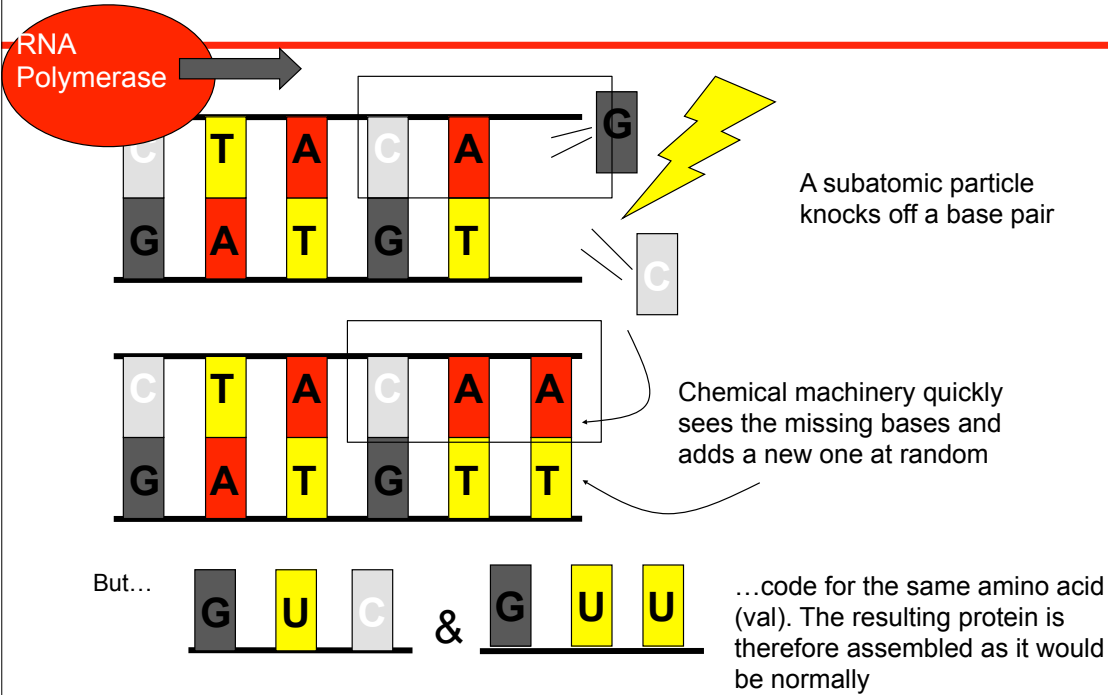 RNA
Polymerase
C T A C A G
G A T G T C
A subatomic particle
knocks off a base pair
C T A C A A
G A T G T T
Chemical machinery quickly
sees the missing bases and
adds a new one at random
But…
G U C & G U U
…code for the same amino acid
(val). The resulting protein is
therefore assembled as it would
be normally